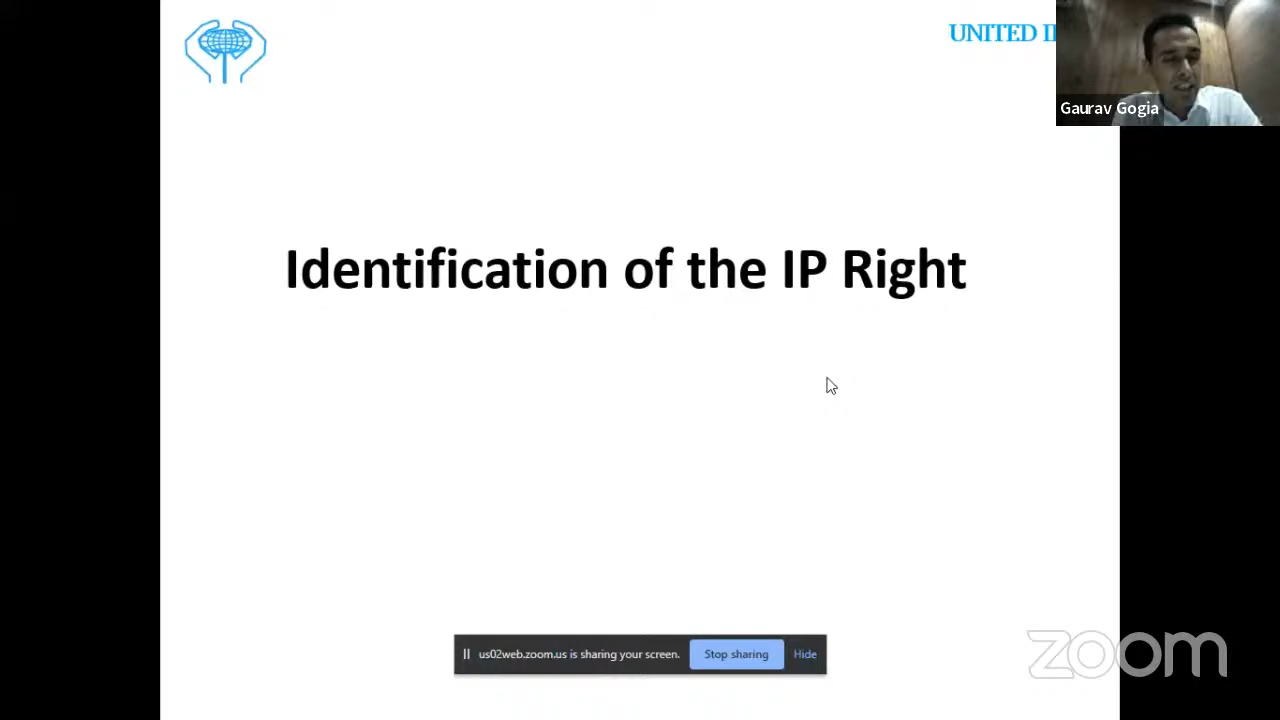 UNITED
Gaurav Gogia
Identification of the IP Right
us02web.zoom.us is sharing your screen. Stop sharing Hide
zoom